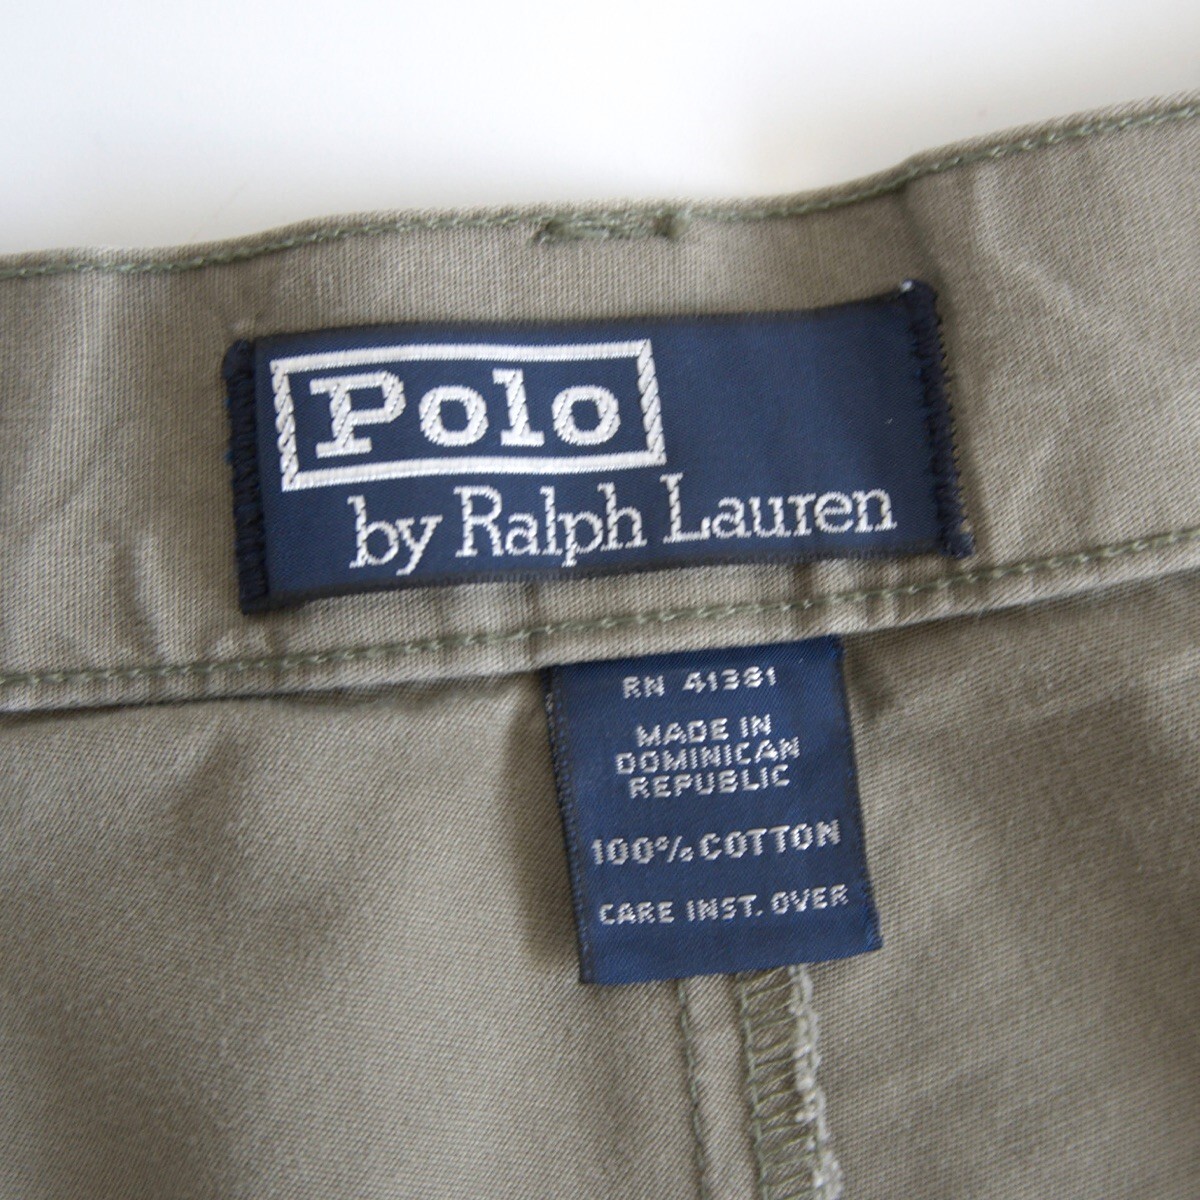 Polo
by Ralph Lauren
RN 41381
MADE IN
DOMINICAN
REPUBLIC
100% COTTON
CARE INST. OVER